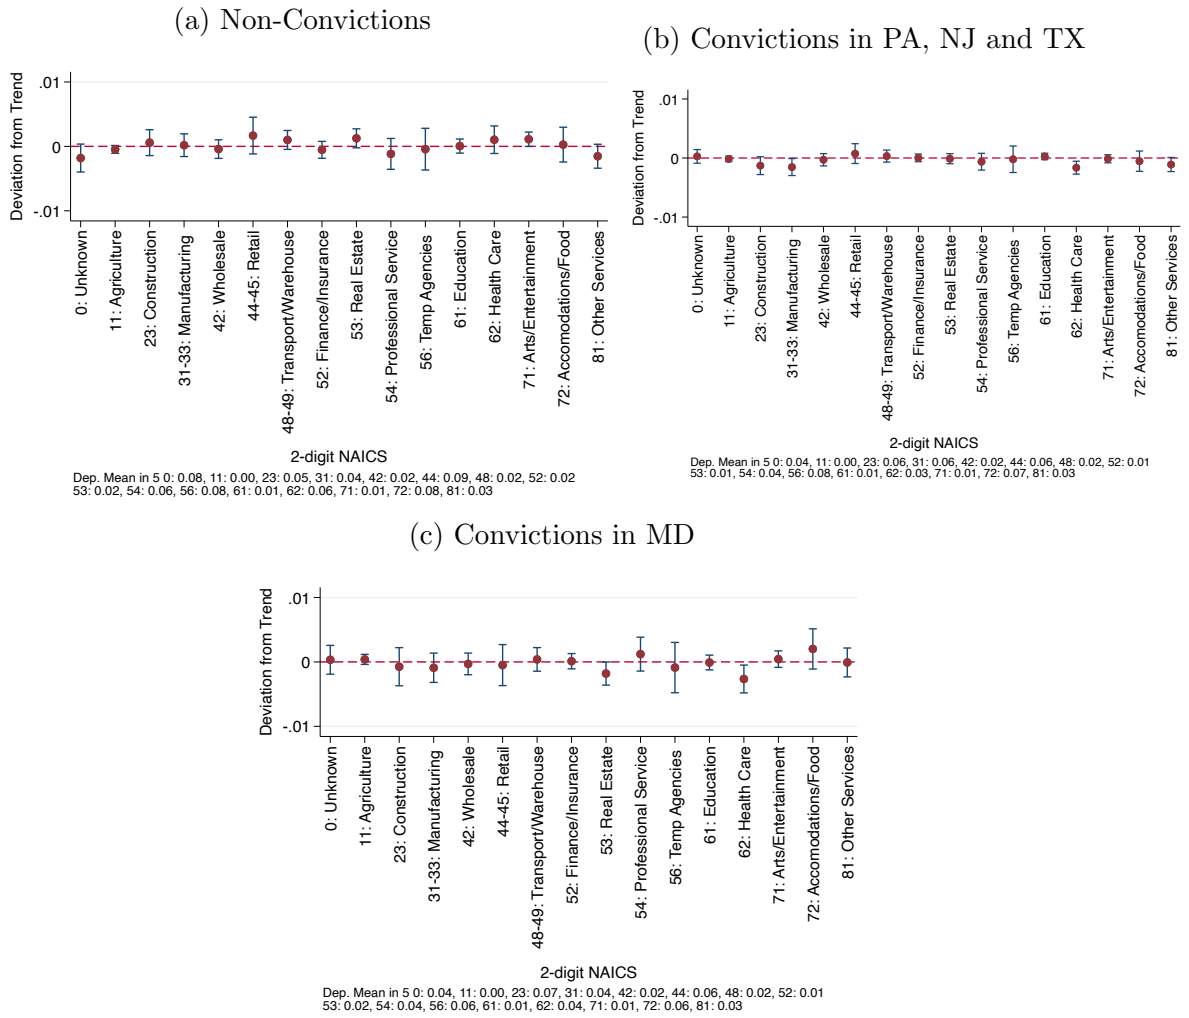 (a) Non-Convictions
Deviation from Trend
.01
0
-.01
0: Unknown
11: Agriculture
23: Construction
31-33: Manufacturing
42: Wholesale
44-45: Retail
48-49: Transport/Warehouse
52: Finance/Insurance
53: Real Estate
54: Professional Service
56: Temp Agencies
61: Education
62: Health Care
71: Arts/Entertainment
72: Accomodations/Food
81: Other Services
2-digit NAICS
Dep. Mean in 5 0: 0.08, 11: 0.00, 23: 0.05, 31: 0.04, 42: 0.02, 44: 0.09, 48: 0.02, 52: 0.02
53: 0.02, 54: 0.06, 56: 0.08, 61: 0.01, 62: 0.06, 71: 0.01, 72: 0.08, 81: 0.03
(b) Convictions in PA, NJ and TX
Deviation from Trend
.01
0
-.01
0: Unknown
11: Agriculture
23: Construction
31-33: Manufacturing
42: Wholesale
44-45: Retail
48-49: Transport/Warehouse
52: Finance/Insurance
53: Real Estate
54: Professional Service
56: Temp Agencies
61: Education
62: Health Care
71: Arts/Entertainment
72: Accomodations/Food
81: Other Services
2-digit NAICS
Dep. Mean in 5 0: 0.04, 11: 0.00, 23: 0.06, 31: 0.06, 42: 0.02, 44: 0.06, 48: 0.02, 52: 0.01
53: 0.01, 54: 0.04, 56: 0.08, 61: 0.01, 62: 0.03, 71: 0.01, 72: 0.07, 81: 0.03
(c) Convictions in MD
Deviation from Trend
.01
0
-.01
0: Unknown
11: Agriculture
23: Construction
31-33: Manufacturing
42: Wholesale
44-45: Retail
48-49: Transport/Warehouse
52: Finance/Insurance
53: Real Estate
54: Professional Service
56: Temp Agencies
61: Education
62: Health Care
71: Arts/Entertainment
72: Accomodations/Food
81: Other Services
2-digit NAICS
Dep. Mean in 5 0: 0.04, 11: 0.00, 23: 0.07, 31: 0.04, 42: 0.02, 44: 0.06, 48: 0.02, 52: 0.01
53: 0.02, 54: 0.04, 56: 0.06, 61: 0.01, 62: 0.04, 71: 0.01, 72: 0.06, 81: 0.03